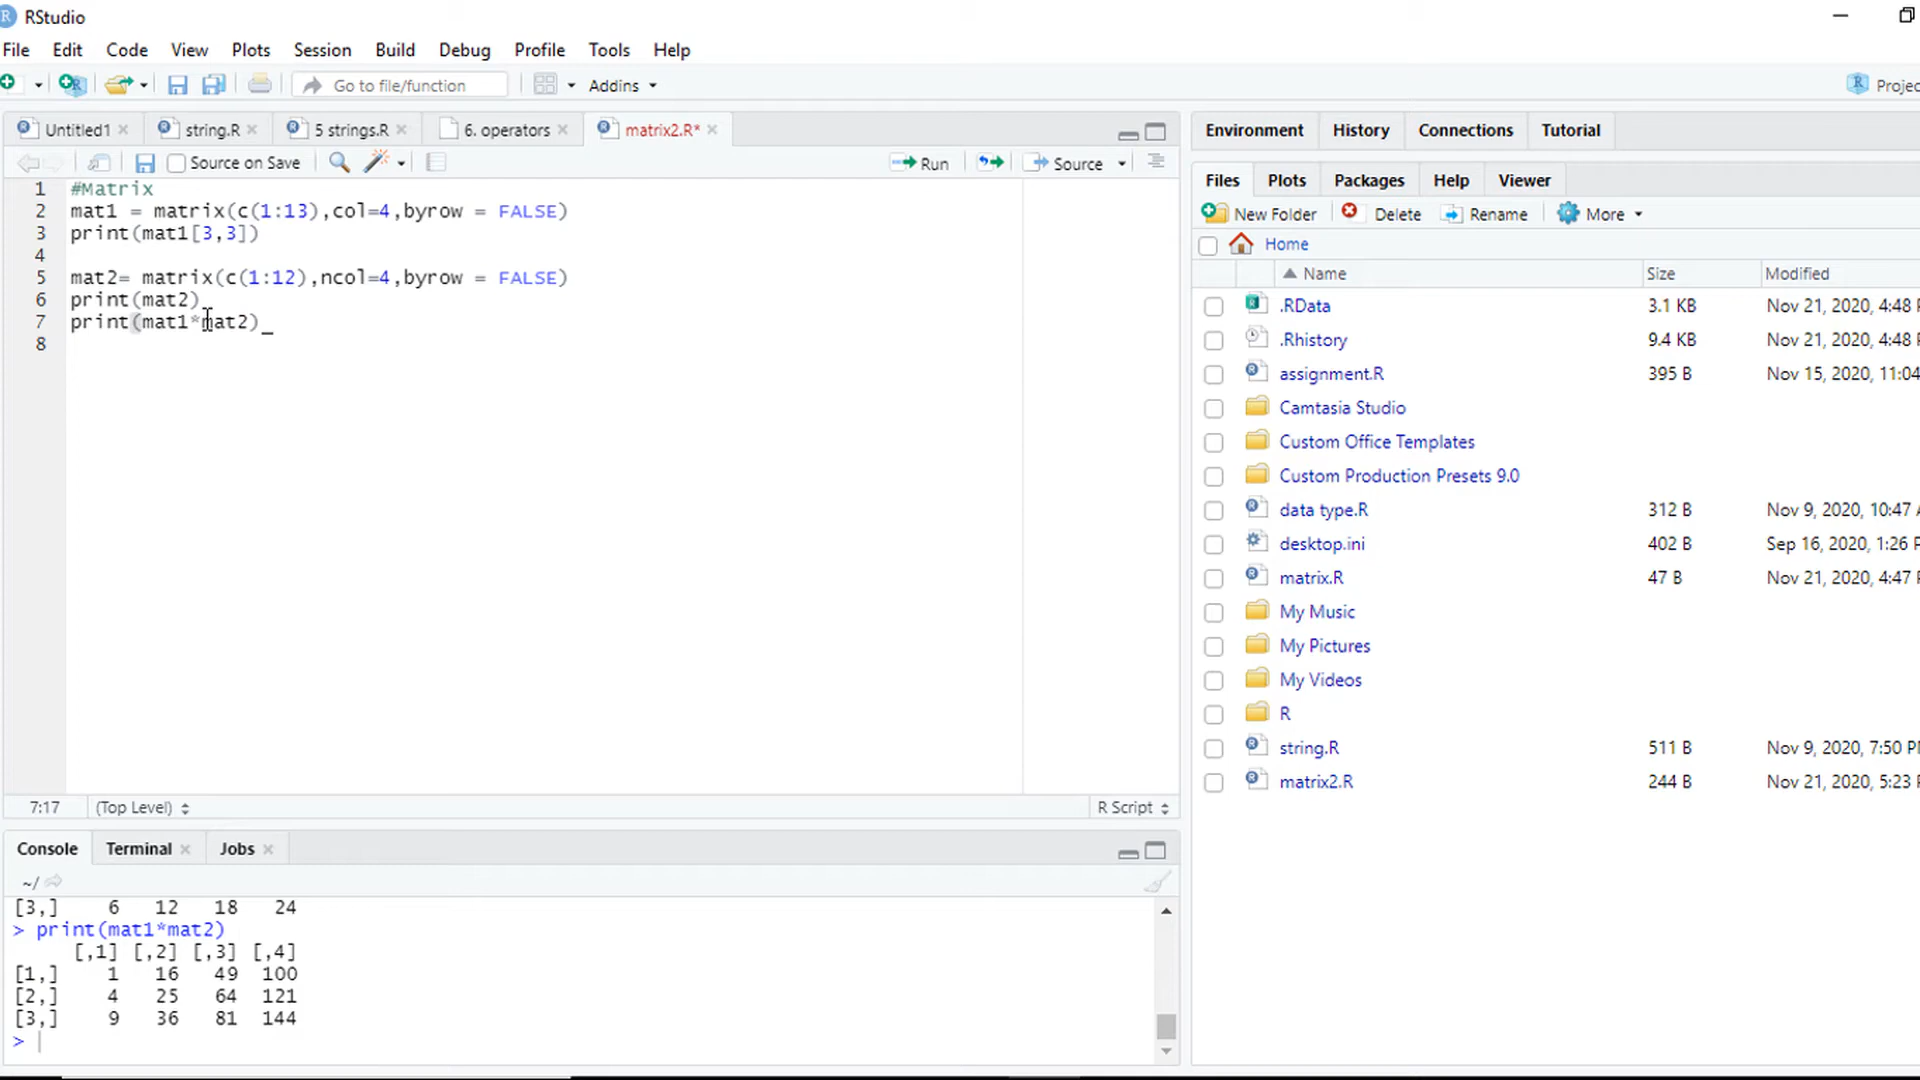 RStudio
File Edit Code View Plots Session Build Debug Profile Tools Help
Go to file/function Addins Projec
Untitled1 string.R 5 strings.R 6. operators matrix2.R*
Source on Save Run Source
1 #Matrix
2 mat1 = matrix(c(1:13),col=4,byrow = FALSE)
3 print(mat1[3,3])
4
5 mat2= matrix(c(1:12),ncol=4,byrow = FALSE)
6 print(mat2)
7 print(mat1*mat2)
8
7:17 (Top Level) R Script
Console Terminal Jobs
~/
[3,] 6 12 18 24
> print(mat1*mat2)
[,1] [,2] [,3] [,4]
[1,] 1 16 49 100
[2,] 4 25 64 121
[3,] 9 36 81 144
>
Environment History Connections Tutorial
Files Plots Packages Help Viewer
New Folder Delete Rename More
Home
Name Size Modified
.RData 3.1 KB Nov 21, 2020, 4:48 P
.Rhistory 9.4 KB Nov 21, 2020, 4:48 P
assignment.R 395 B Nov 15, 2020, 11:04
Camtasia Studio
Custom Office Templates
Custom Production Presets 9.0
data type.R 312 B Nov 9, 2020, 10:47 A
desktop.ini 402 B Sep 16, 2020, 1:26 P
matrix.R 47 B Nov 21, 2020, 4:47 P
My Music
My Pictures
My Videos
R
string.R 511 B Nov 9, 2020, 7:50 P
matrix2.R 244 B Nov 21, 2020, 5:23 P